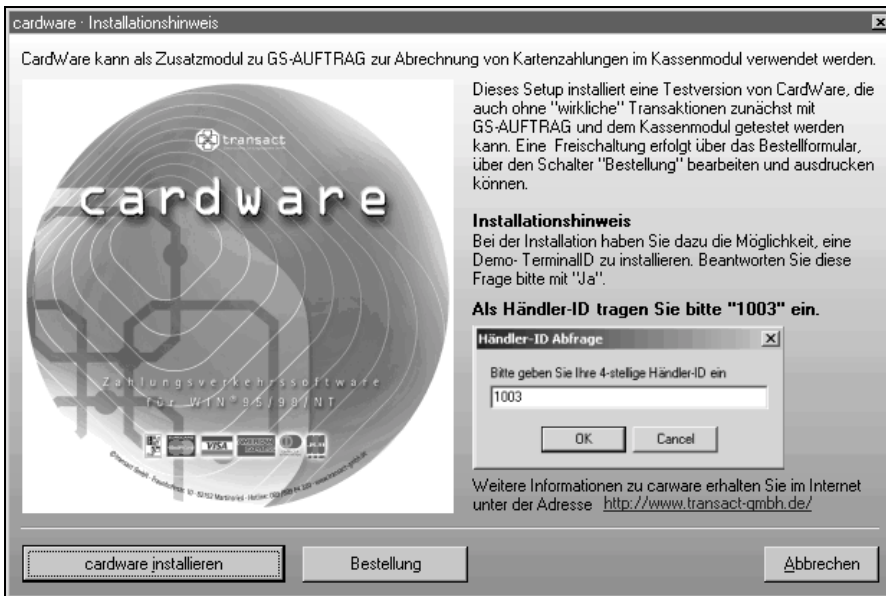 cardware · Installationshinweis
CardWare kann als Zusatzmodul zu GS-AUFTRAG zur Abrechnung von Kartenzahlungen im Kassenmodul verwendet werden.
transact
cardware
Zahlungsverkehrssoftware
für WIN® 95/98/NT
VISA
Dieses Setup installiert eine Testversion von CardWare, die
auch ohne "wirkliche" Transaktionen zunächst mit
GS-AUFTRAG und dem Kassenmodul getestet werden
kann. Eine Freischaltung erfolgt über das Bestellformular,
über den Schalter "Bestellung" bearbeiten und ausdrucken
können.
Installationshinweis
Bei der Installation haben Sie dazu die Möglichkeit, eine
Demo- TerminalID zu installieren. Beantworten Sie diese
Frage bitte mit "Ja".
Als Händler-ID tragen Sie bitte "1003" ein.
Händler-ID Abfrage
Bitte geben Sie Ihre 4-stellige Händler-ID ein
1003
OK
Cancel
Weitere Informationen zu carware erhalten Sie im Internet
unter der Adresse http://www.transact-gmbh.de/
cardware installieren
Bestellung
Abbrechen